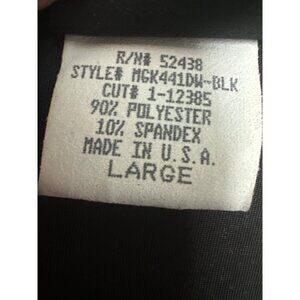 R/N# 52438
STYLE# MGK441DW-BLK
CUT# 1-12385
90% POLYESTER
10% SPANDEX
MADE IN U.S.A.
LARGE